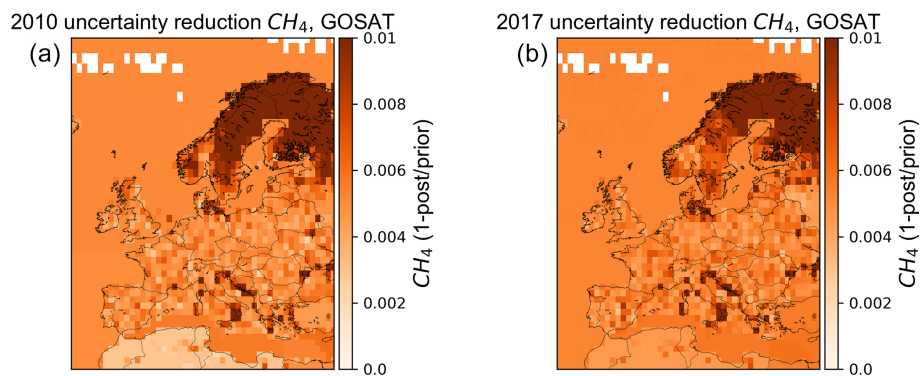 2010 uncertainty reduction CH₄, GOSAT
(a)
0.01
0.008
0.006
0.004
0.002
0.0
CH₄ (1-post/prior)
2017 uncertainty reduction CH₄, GOSAT
(b)
0.01
0.008
0.006
0.004
0.002
0.0
CH₄ (1-post/prior)